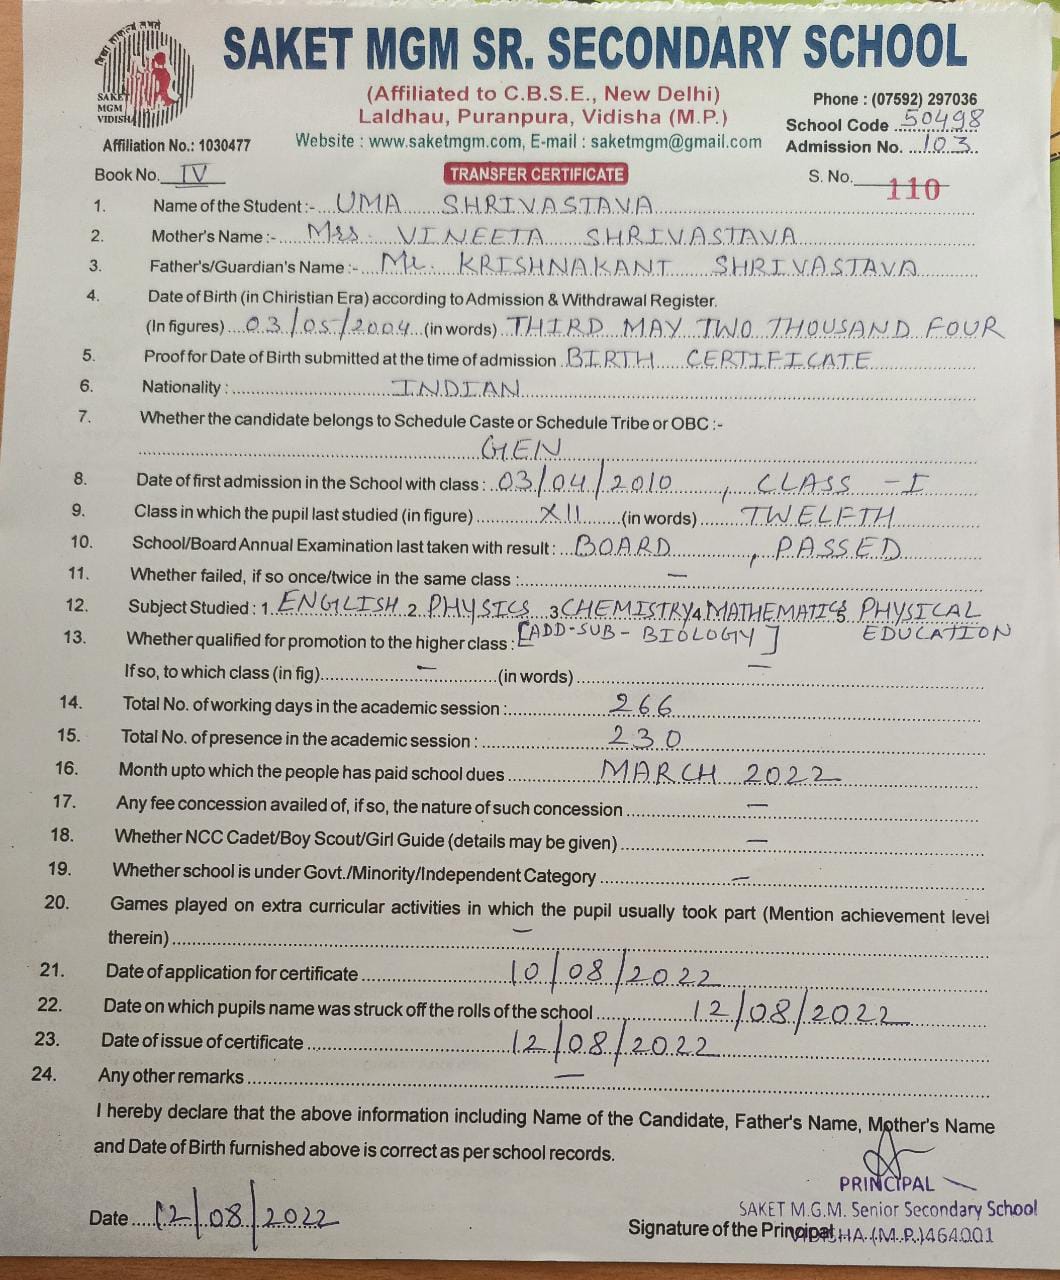 SAKET MGM SR. SECONDARY SCHOOL
SAKET
MGM
VIDISHA
(Affiliated to C.B.S.E., New Delhi)
Laldhau, Puranpura, Vidisha (M.P.)
Website : www.saketmgm.com, E-mail : saketmgm@gmail.com
Phone : (07592) 297036
School Code 50498
Affiliation No.: 1030477
Admission No. 103
Book No. IV
TRANSFER CERTIFICATE
S. No. 110
1. Name of the Student :- UMA SHRIVASTAVA
2. Mother's Name :- Mrs. VINEETA SHRIVASTAVA
3. Father's/Guardian's Name :- Mr. KRISHNAKANT SHRIVASTAVA
4. Date of Birth (in Chiristian Era) according to Admission & Withdrawal Register.
(In figures) 03/05/2004 (in words) THIRD MAY TWO THOUSAND FOUR
5. Proof for Date of Birth submitted at the time of admission BIRTH CERTIFICATE
6. Nationality : INDIAN
7. Whether the candidate belongs to Schedule Caste or Schedule Tribe or OBC :-
GEN
8. Date of first admission in the School with class : 03/04/2010, CLASS - I
9. Class in which the pupil last studied (in figure) XII (in words) TWELFTH
10. School/Board Annual Examination last taken with result : BOARD, PASSED
11. Whether failed, if so once/twice in the same class : —
12. Subject Studied : 1. ENGLISH 2. PHYSICS 3 CHEMISTRY 4 MATHEMATICS 5 PHYSICAL EDUCATION
[ADD-SUB - BIOLOGY]
13. Whether qualified for promotion to the higher class : —
If so, to which class (in fig) — (in words)
14. Total No. of working days in the academic session : 266
15. Total No. of presence in the academic session : 230
16. Month upto which the people has paid school dues MARCH 2022
17. Any fee concession availed of, if so, the nature of such concession —
18. Whether NCC Cadet/Boy Scout/Girl Guide (details may be given) —
19. Whether school is under Govt./Minority/Independent Category —
20. Games played on extra curricular activities in which the pupil usually took part (Mention achievement level
therein) —
21. Date of application for certificate 10/08/2022
22. Date on which pupils name was struck off the rolls of the school 12/08/2022
23. Date of issue of certificate 12/08/2022
24. Any other remarks —
I hereby declare that the above information including Name of the Candidate, Father's Name, Mother's Name
and Date of Birth furnished above is correct as per school records.
PRINCIPAL
SAKET M.G.M. Senior Secondary School
Date 12/08/2022
Signature of the Principal
(M.P.) 464001